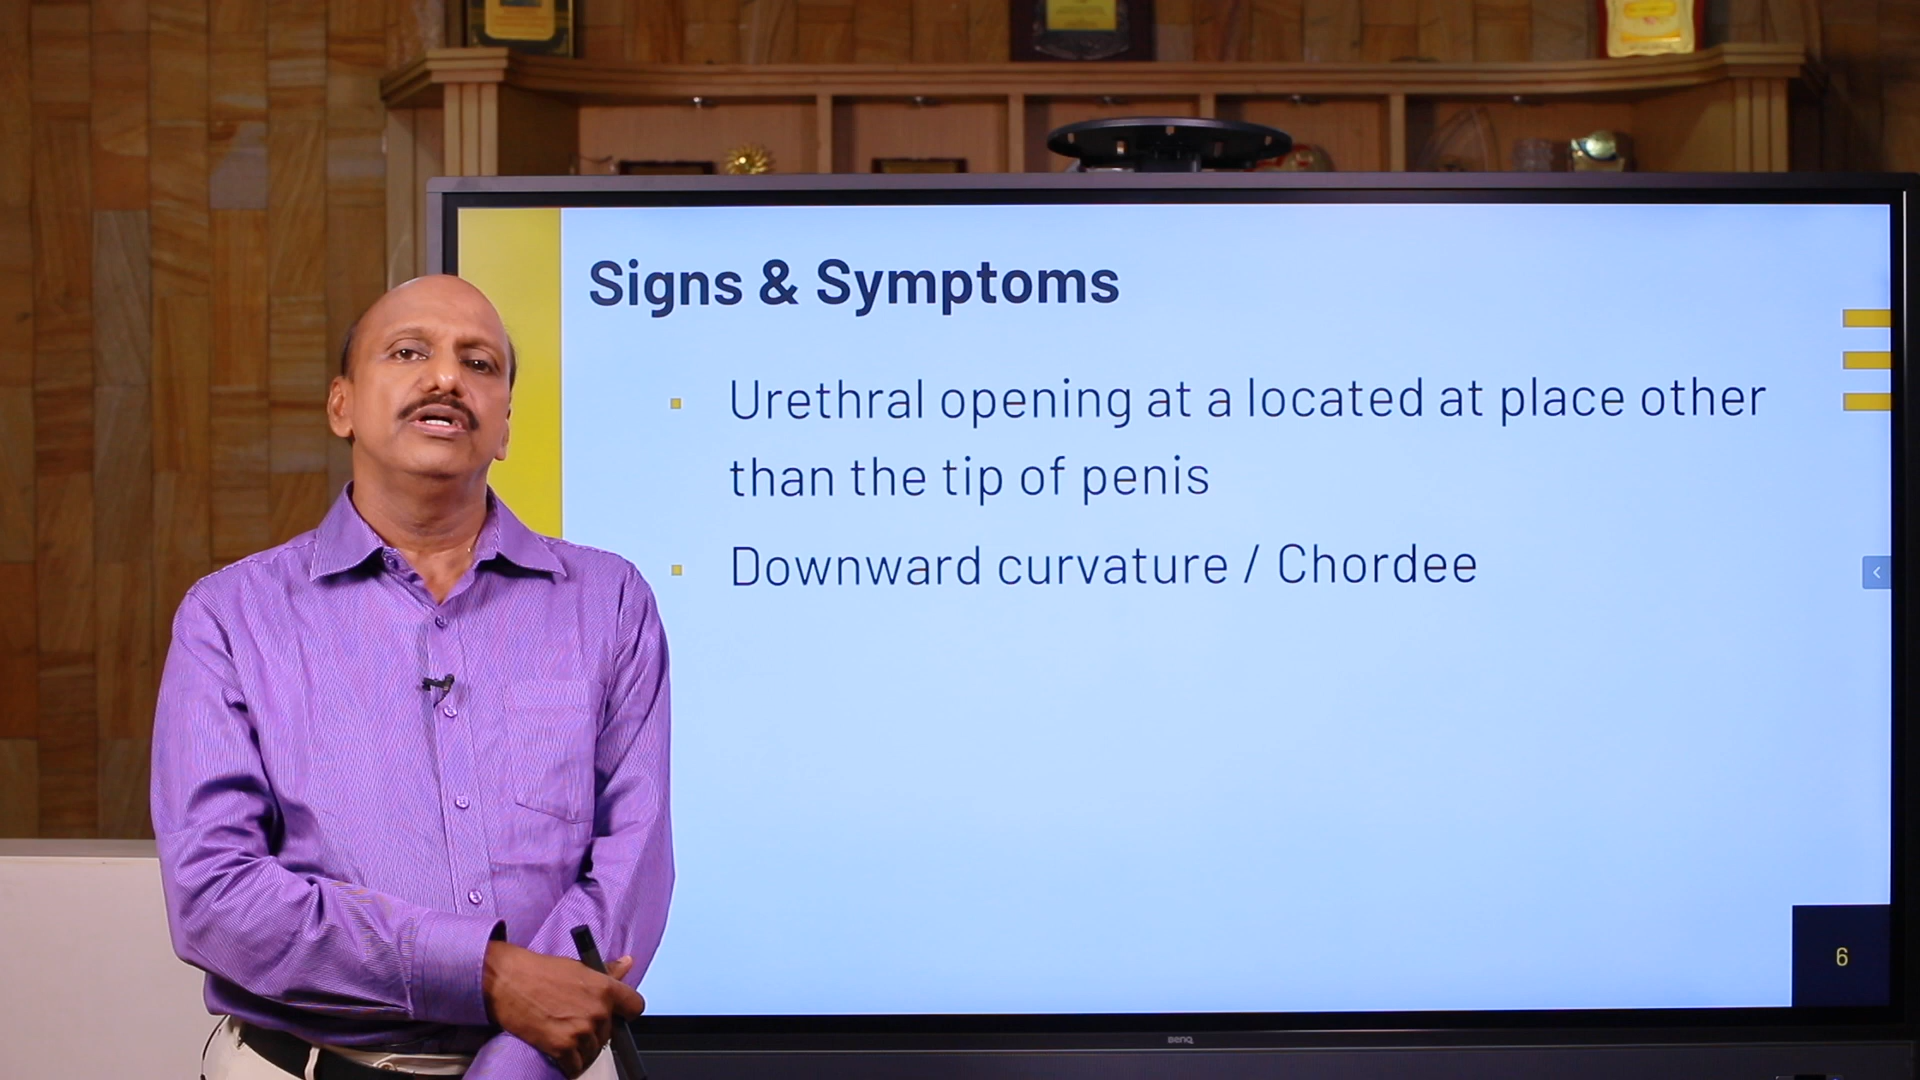 Signs & Symptoms
▪ Urethral opening at a located at place other
than the tip of penis
▪ Downward curvature / Chordee
6
BenQ